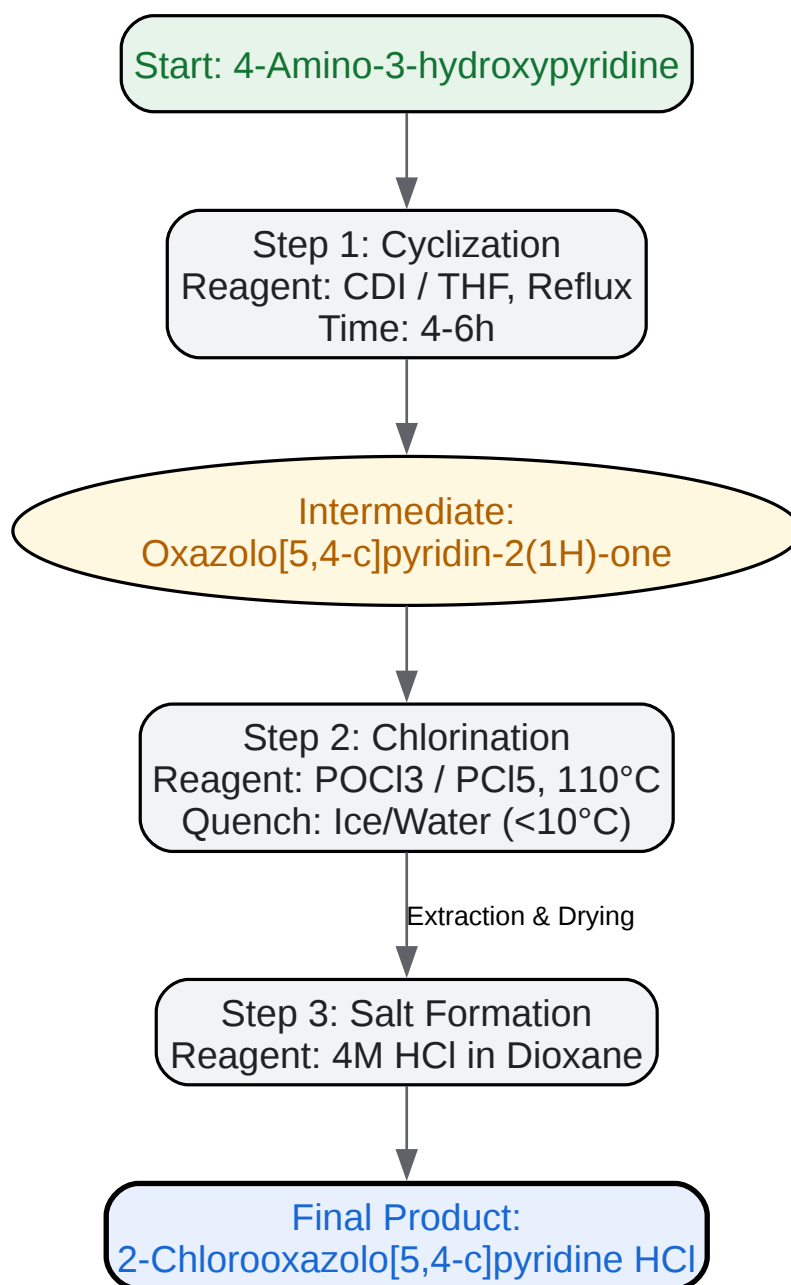 Start: 4-Amino-3-hydroxypyridine
Step 1: Cyclization
Reagent: CDI / THF, Reflux
Time: 4-6h
Intermediate:
Oxazolo[5,4-c]pyridin-2(1H)-one
Step 2: Chlorination
Reagent: POCl3 / PCl5, 110°C
Quench: Ice/Water (<10°C)
Extraction & Drying
Step 3: Salt Formation
Reagent: 4M HCl in Dioxane
Final Product:
2-Chlorooxazolo[5,4-c]pyridine HCl